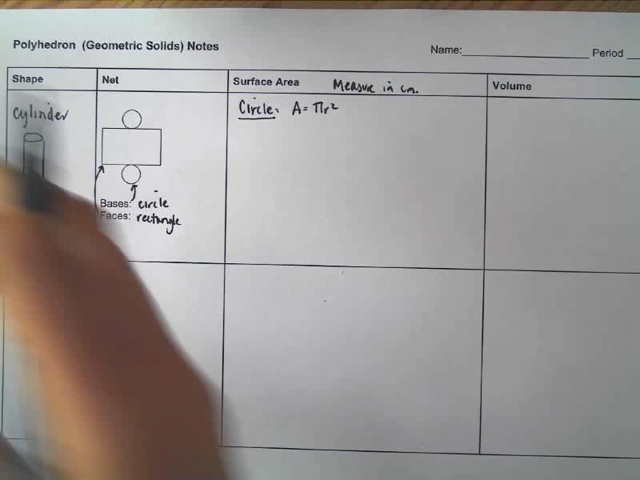 Polyhedron (Geometric Solids) Notes
Name: Period
Shape Net Surface Area Measure in cm. Volume
cylinder
Circle: A = πr²
Bases: circle
Faces: rectangle